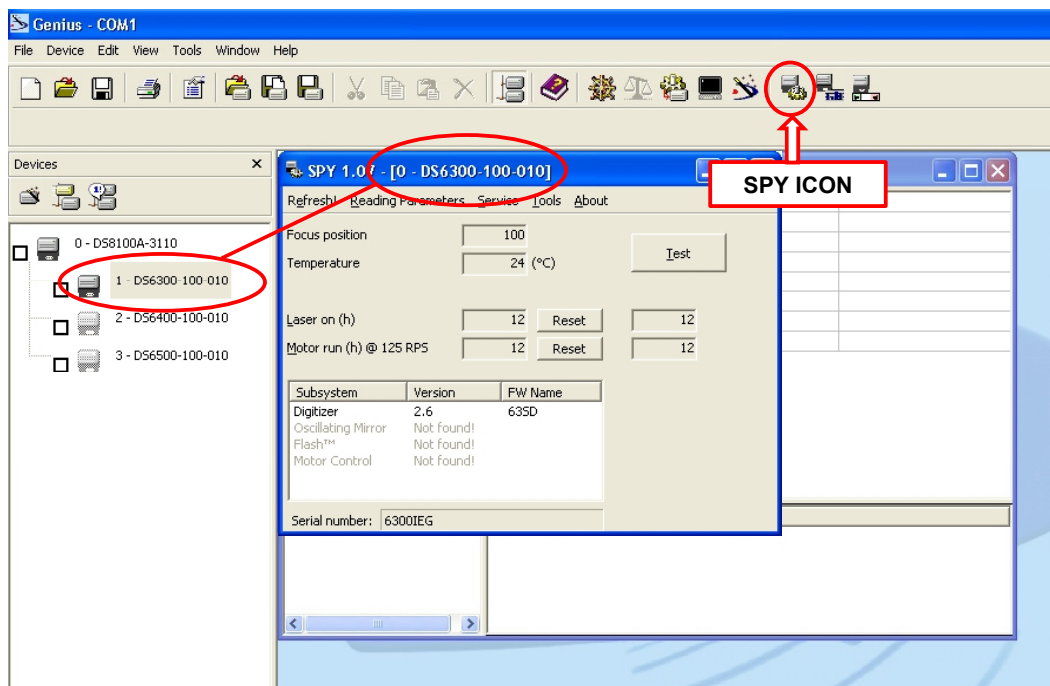 Genius - COM1
File Device Edit View Tools Window Help
SPY ICON
Devices
0 - DS8100A-3110
1 - DS6300-100-010
2 - DS6400-100-010
3 - DS6500-100-010
SPY 1.07 - [0 - DS6300-100-010]
Refresh! Reading Parameters Service Tools About
Focus position 100
Test
Temperature 24 (°C)
Laser on (h) 12 Reset 12
Motor run (h) @ 125 RPS 12 Reset 12
Subsystem Version FW Name
Digitizer 2.6 63SD
Oscillating Mirror Not found!
Flash™ Not found!
Motor Control Not found!
Serial number: 6300IEG